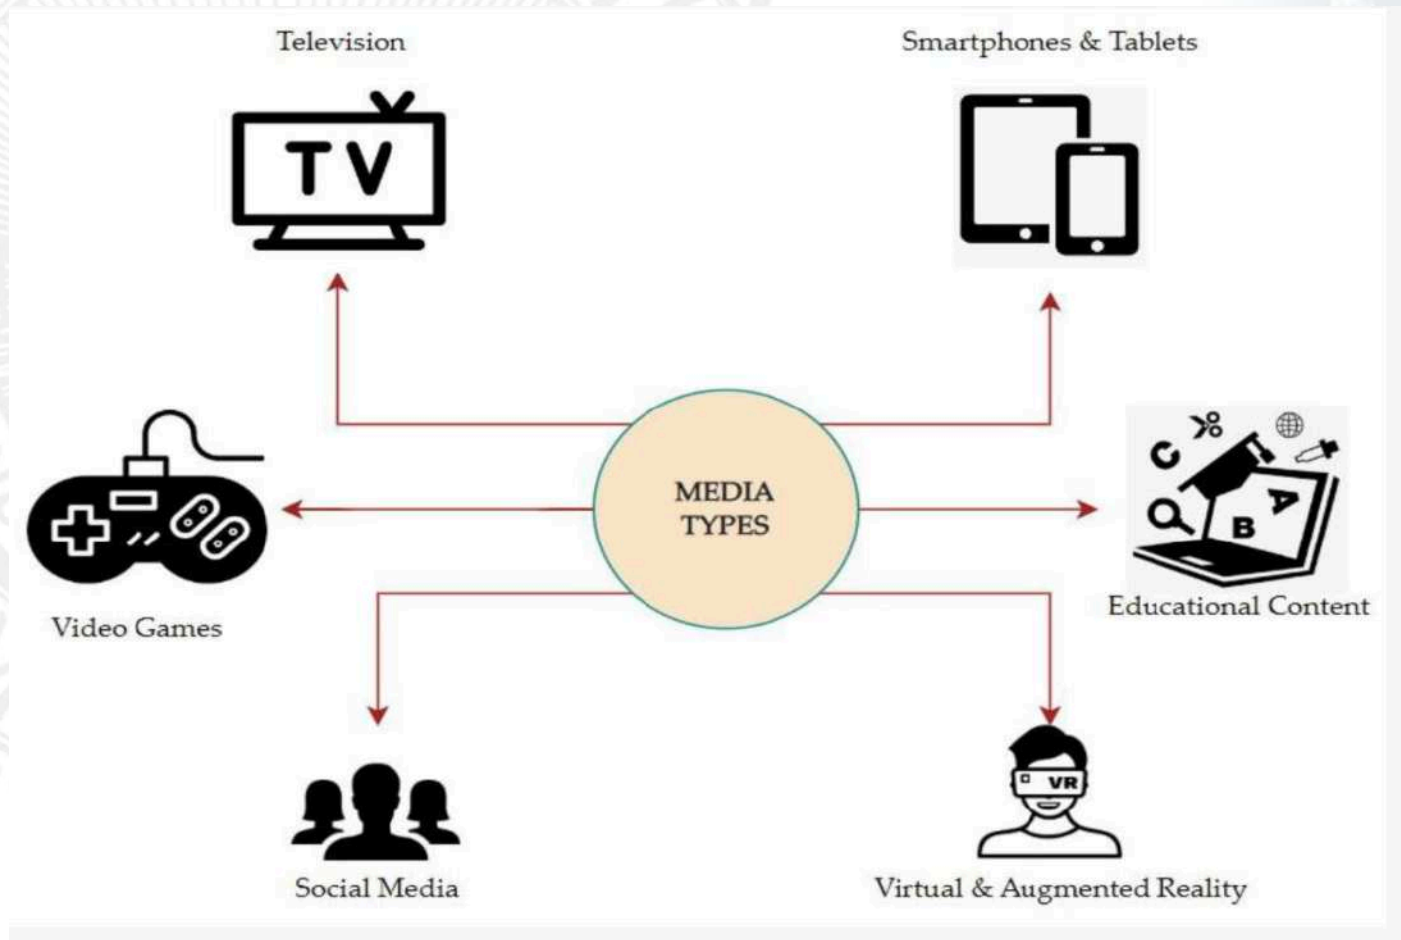 Television
Smartphones & Tablets
TV
MEDIA
TYPES
C
A
B
Educational Content
Video Games
VR
Social Media
Virtual & Augmented Reality